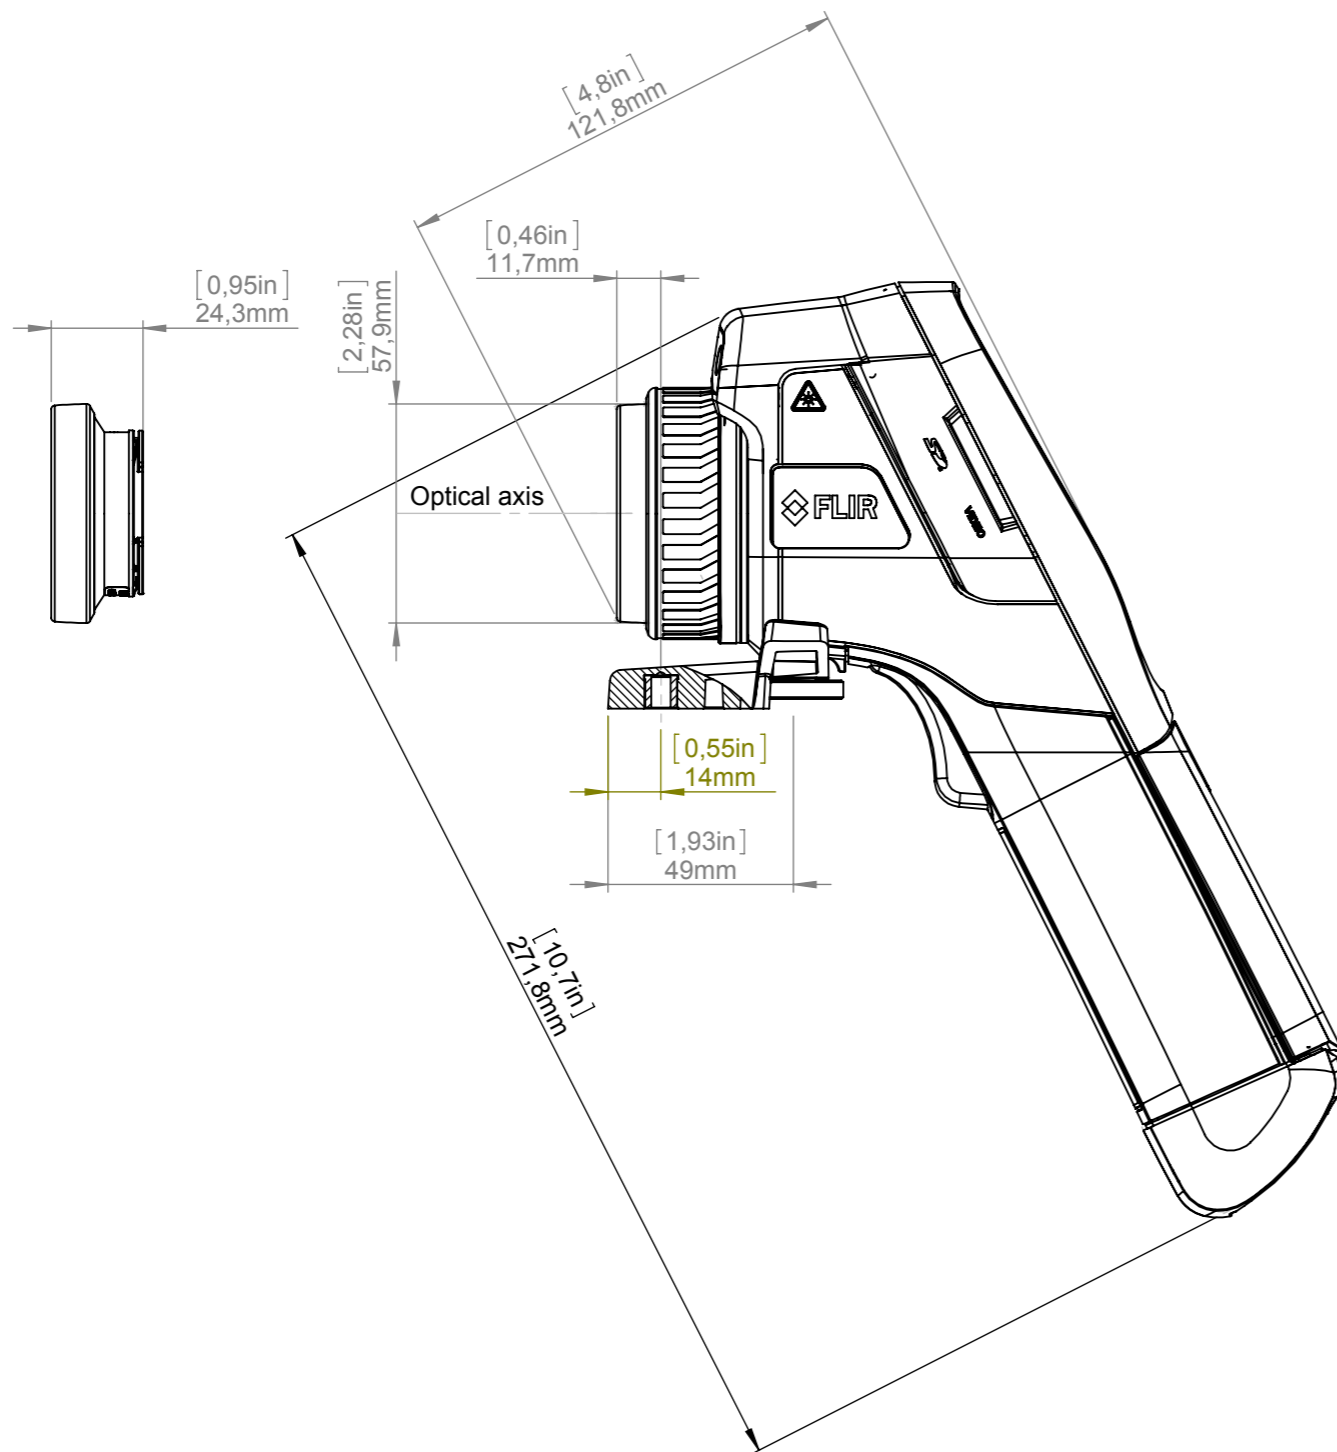 [4,8in]
121,8mm
[0,46in]
11,7mm
[0,95in]
24,3mm
[2,28in]
57,9mm
Optical axis
FLIR
VIDEO
[0,55in]
14mm
[1,93in]
49mm
[10,7in]
271,8mm